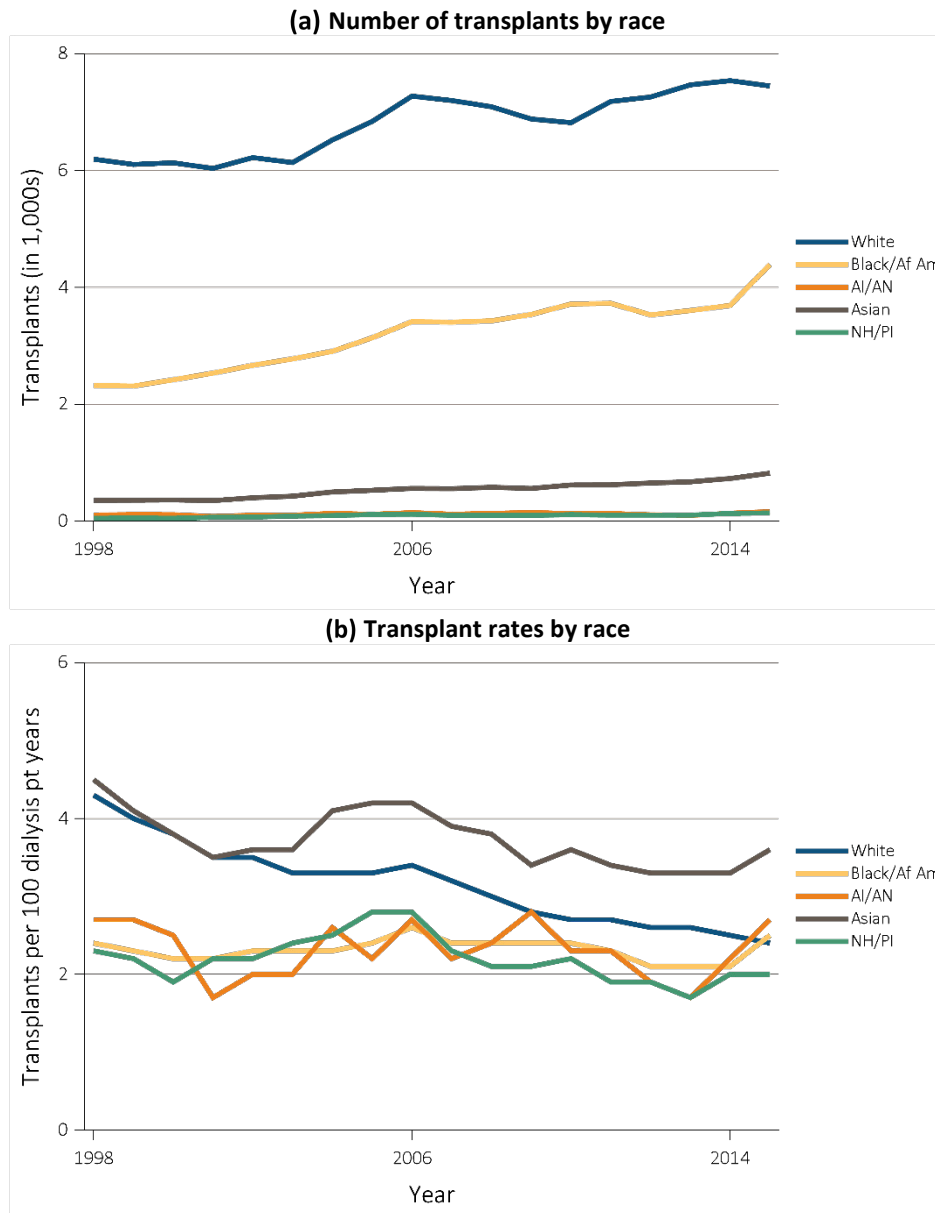 (a) Number of transplants by race
8
6
4
2
0
Transplants (in 1,000s)
1998
2006
2014
Year
White
Black/Af Am
AI/AN
Asian
NH/PI
(b) Transplant rates by race
6
4
2
0
Transplants per 100 dialysis pt years
1998
2006
2014
Year
White
Black/Af Am
AI/AN
Asian
NH/PI